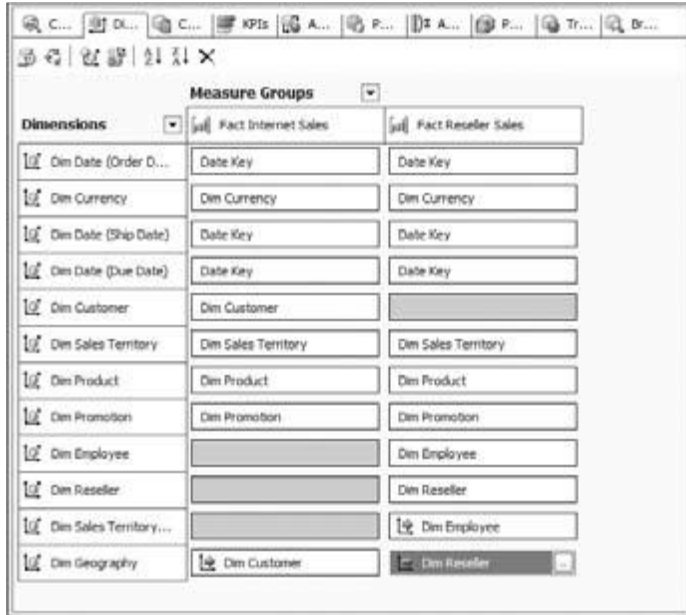 C... Di... C... KPIs A... P... A... P... Tr... Br...
Measure Groups
Dimensions Fact Internet Sales Fact Reseller Sales
Dim Date (Order D... Date Key Date Key
Dim Currency Dim Currency Dim Currency
Dim Date (Ship Date) Date Key Date Key
Dim Date (Due Date) Date Key Date Key
Dim Customer Dim Customer
Dim Sales Territory Dim Sales Territory Dim Sales Territory
Dim Product Dim Product Dim Product
Dim Promotion Dim Promotion Dim Promotion
Dim Employee Dim Employee
Dim Reseller Dim Reseller
Dim Sales Territory... Dim Employee
Dim Geography Dim Customer Dim Reseller ...